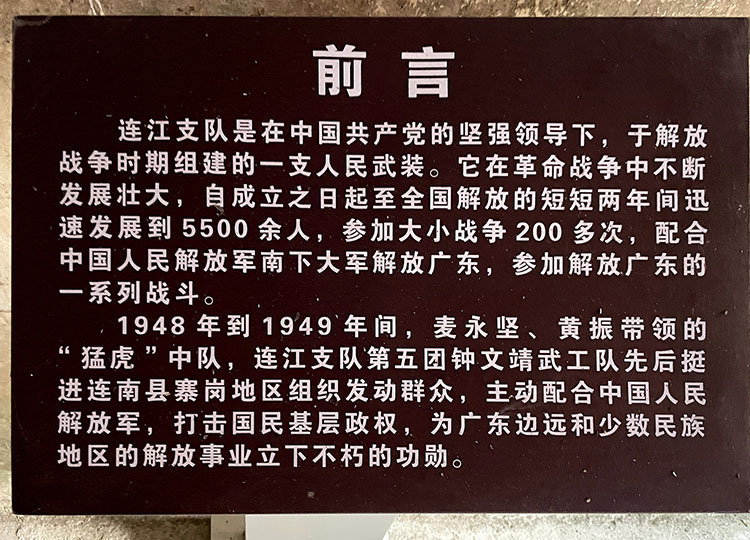 前言
连江支队是在中国共产党的坚强领导下，于解放
战争时期组建的一支人民武装。它在革命战争中不断
发展壮大，自成立之日起至全国解放的短短两年间迅
速发展到5500余人，参加大小战争200多次，配合
中国人民解放军南下大军解放广东，参加解放广东的
一系列战斗。
1948年到1949年间，麦永坚、黄振带领的
“猛虎”中队，连江支队第五团钟文靖武工队先后挺
进连南县寨岗地区组织发动群众，主动配合中国人民
解放军，打击国民基层政权，为广东边远和少数民族
地区的解放事业立下不朽的功勋。